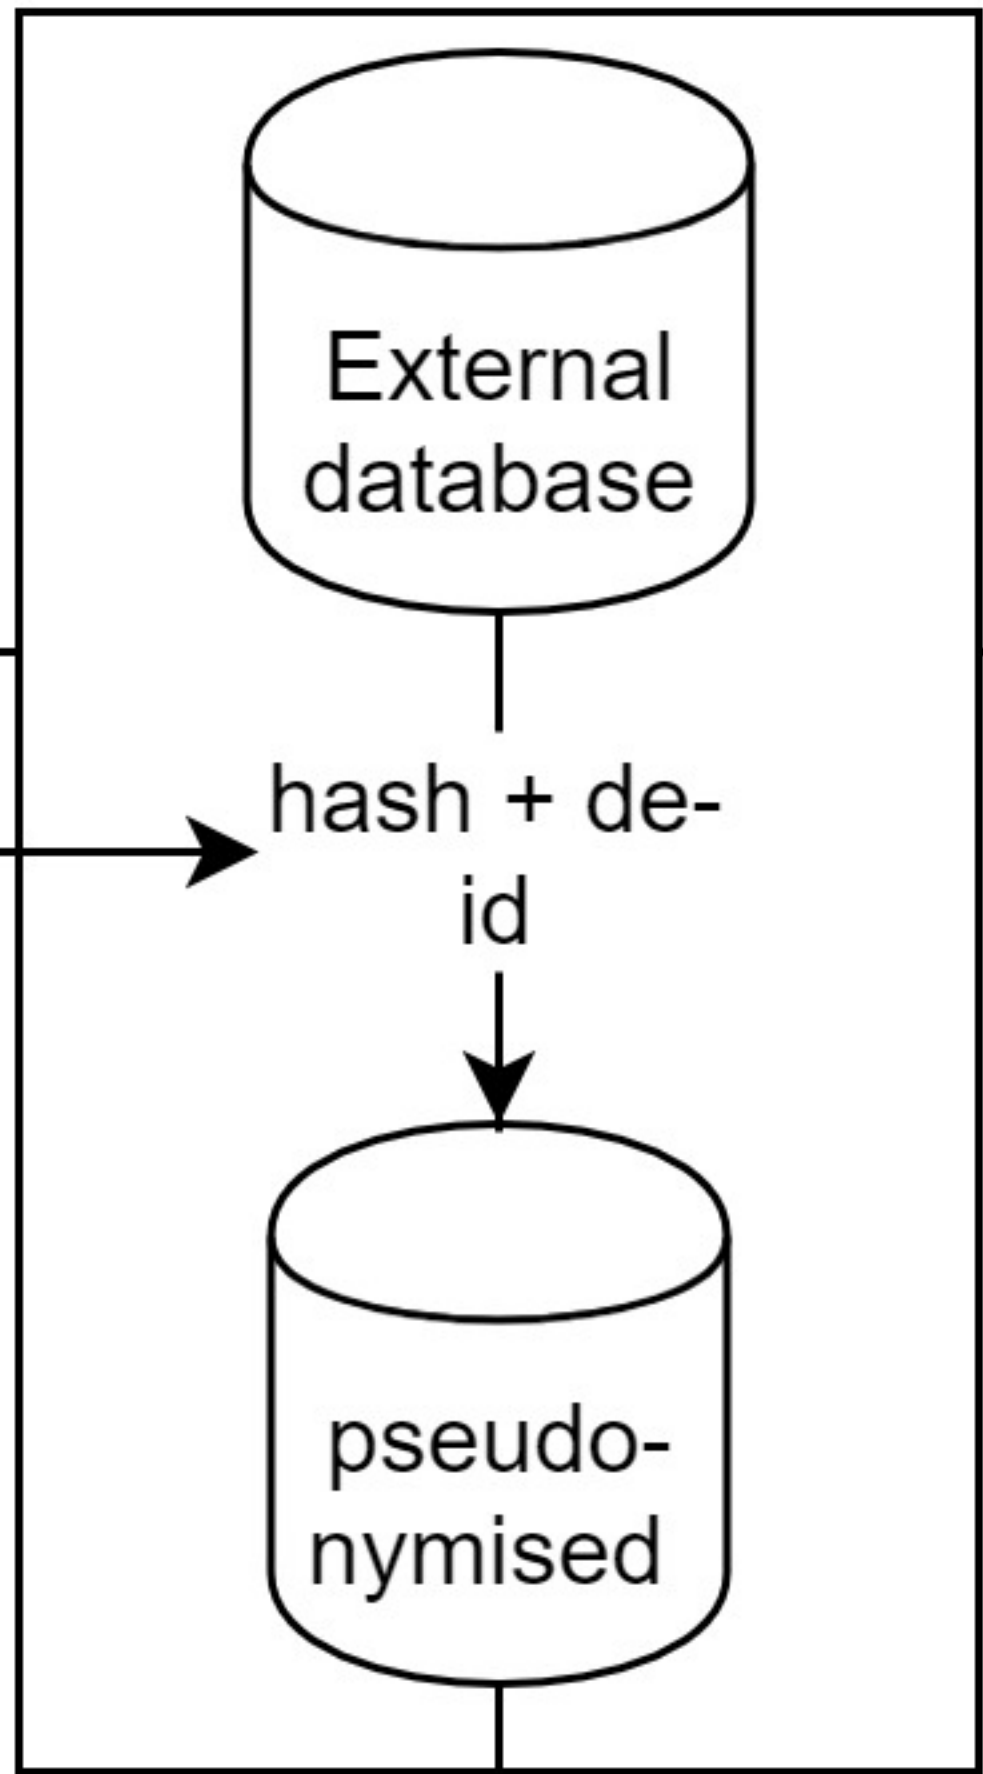 External
database
hash + de-
id
pseudo-
nymised